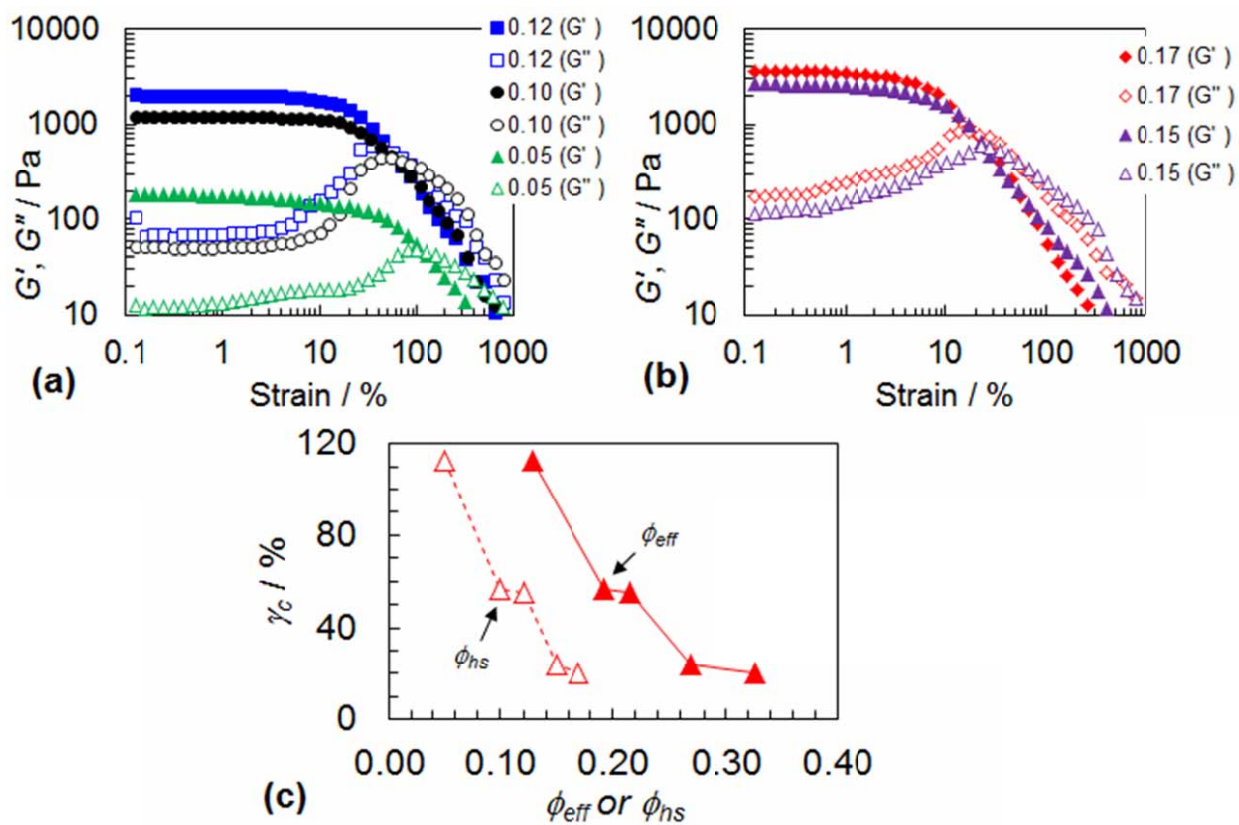 10000
1000
100
10
G′, G″ / Pa
0.1
1
10
100
1000
Strain / %
(a)
0.12 (G′ )
0.12 (G″ )
0.10 (G′ )
0.10 (G″ )
0.05 (G′ )
0.05 (G″ )
10000
1000
100
10
G′, G″ / Pa
0.1
1
10
100
1000
Strain / %
(b)
0.17 (G′ )
0.17 (G″ )
0.15 (G′ )
0.15 (G″ )
120
80
40
0
γc / %
ϕeff
ϕhs
0.00
0.10
0.20
0.30
0.40
(c)
ϕeff or ϕhs